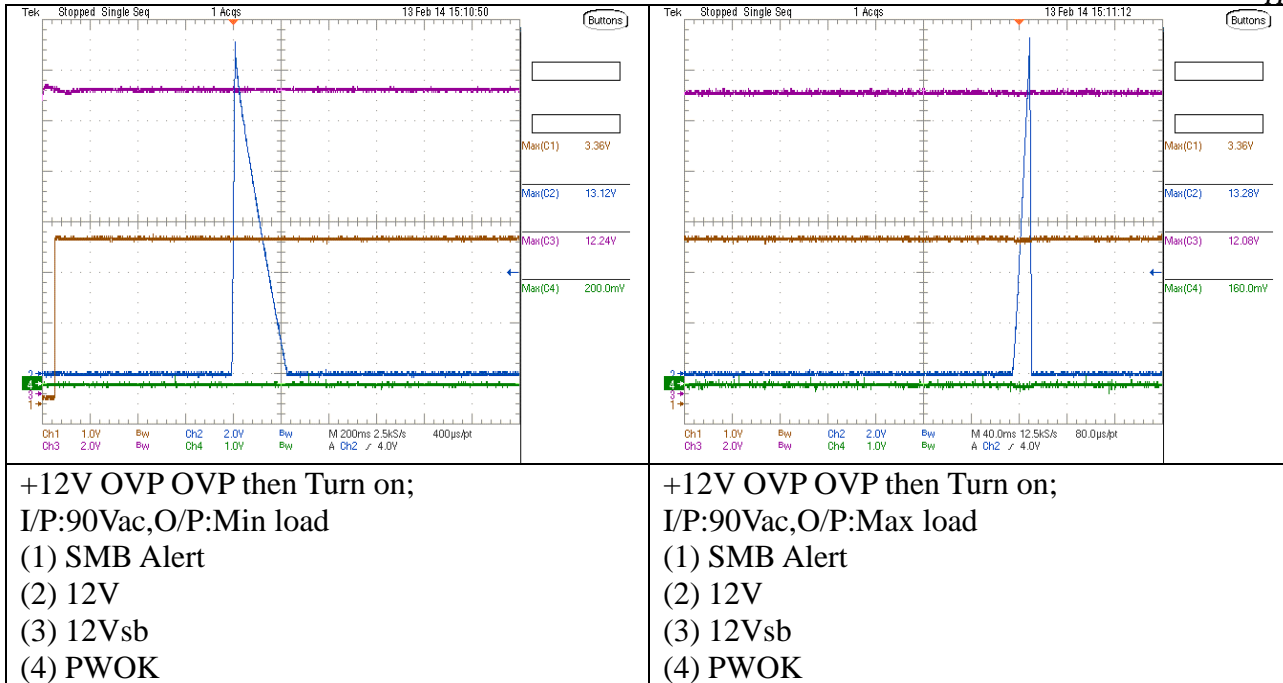 Tek Stopped Single Seq 1 Acqs 13 Feb 14 15:10:50
Buttons
Max(C1) 3.36V
Max(C2) 13.12V
Max(C3) 12.24V
Max(C4) 200.0mV
Ch1 1.0V Bw Ch2 2.0V Bw M 200ms 2.5kS/s 400µs/pt
Ch3 2.0V Bw Ch4 1.0V Bw A Ch2 / 4.0V
Tek Stopped Single Seq 1 Acqs 13 Feb 14 15:11:12
Buttons
Max(C1) 3.36V
Max(C2) 13.28V
Max(C3) 12.08V
Max(C4) 160.0mV
Ch1 1.0V Bw Ch2 2.0V Bw M 40.0ms 12.5kS/s 80.0µs/pt
Ch3 2.0V Bw Ch4 1.0V Bw A Ch2 / 4.0V
+12V OVP OVP then Turn on;
I/P:90Vac,O/P:Min load
(1) SMB Alert
(2) 12V
(3) 12Vsb
(4) PWOK
+12V OVP OVP then Turn on;
I/P:90Vac,O/P:Max load
(1) SMB Alert
(2) 12V
(3) 12Vsb
(4) PWOK